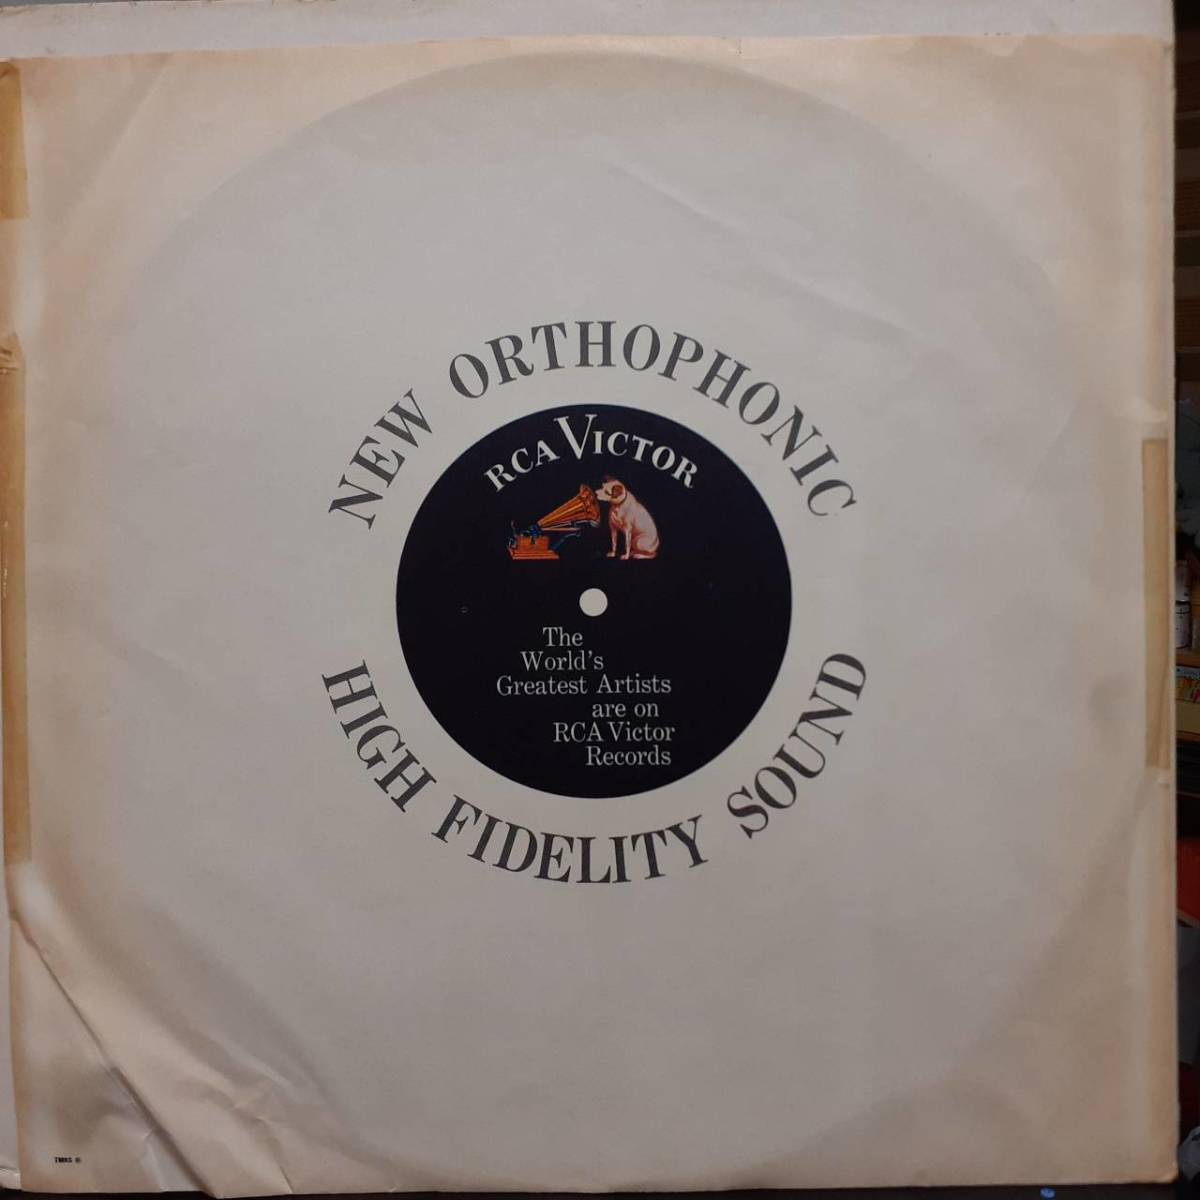 NEW ORTHOPHONIC
RCA VICTOR
The
World's
Greatest Artists
are on
RCA Victor
Records
HIGH FIDELITY SOUND